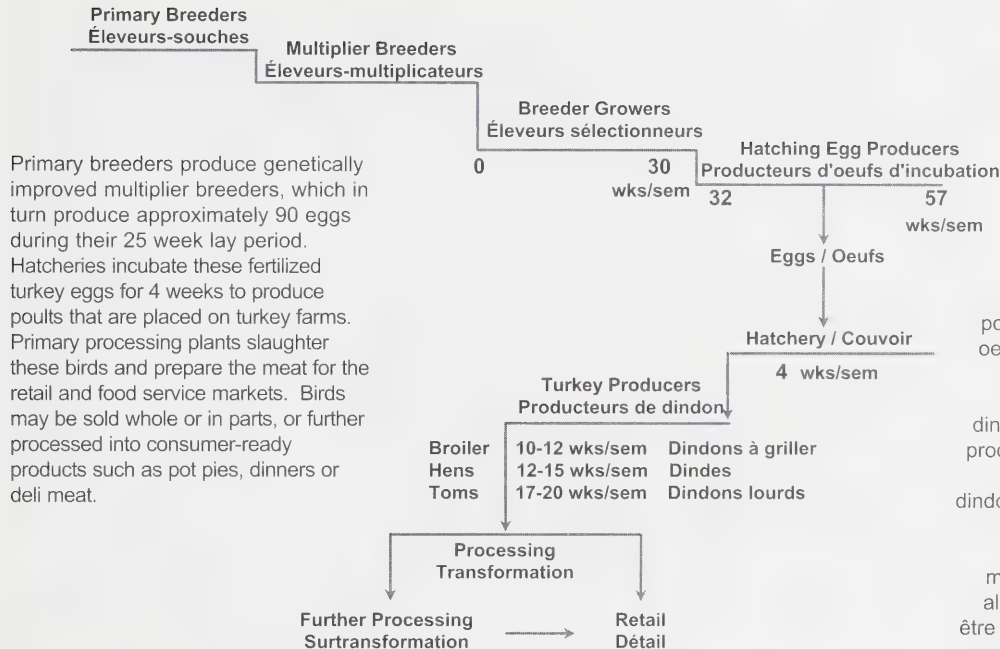 Primary Breeders
Éleveurs-souches
Multiplier Breeders
Éleveurs-multiplicateurs
Breeder Growers
Éleveurs sélectionneurs
0 30
wks/sem
Hatching Egg Producers
Producteurs d'oeufs d'incubation
32 57
wks/sem
Primary breeders produce genetically
improved multiplier breeders, which in
turn produce approximately 90 eggs
during their 25 week lay period.
Hatcheries incubate these fertilized
turkey eggs for 4 weeks to produce
poults that are placed on turkey farms.
Primary processing plants slaughter
these birds and prepare the meat for the
retail and food service markets. Birds
may be sold whole or in parts, or further
processed into consumer-ready
products such as pot pies, dinners or
deli meat.
Eggs / Oeufs
Hatchery / Couvoir
4 wks/sem
Turkey Producers
Producteurs de dindon
Broiler 10-12 wks/sem Dindons à griller
Hens 12-15 wks/sem Dindes
Toms 17-20 wks/sem Dindons lourds
Processing
Transformation
Further Processing
Surtransformation
Retail
Détail
être